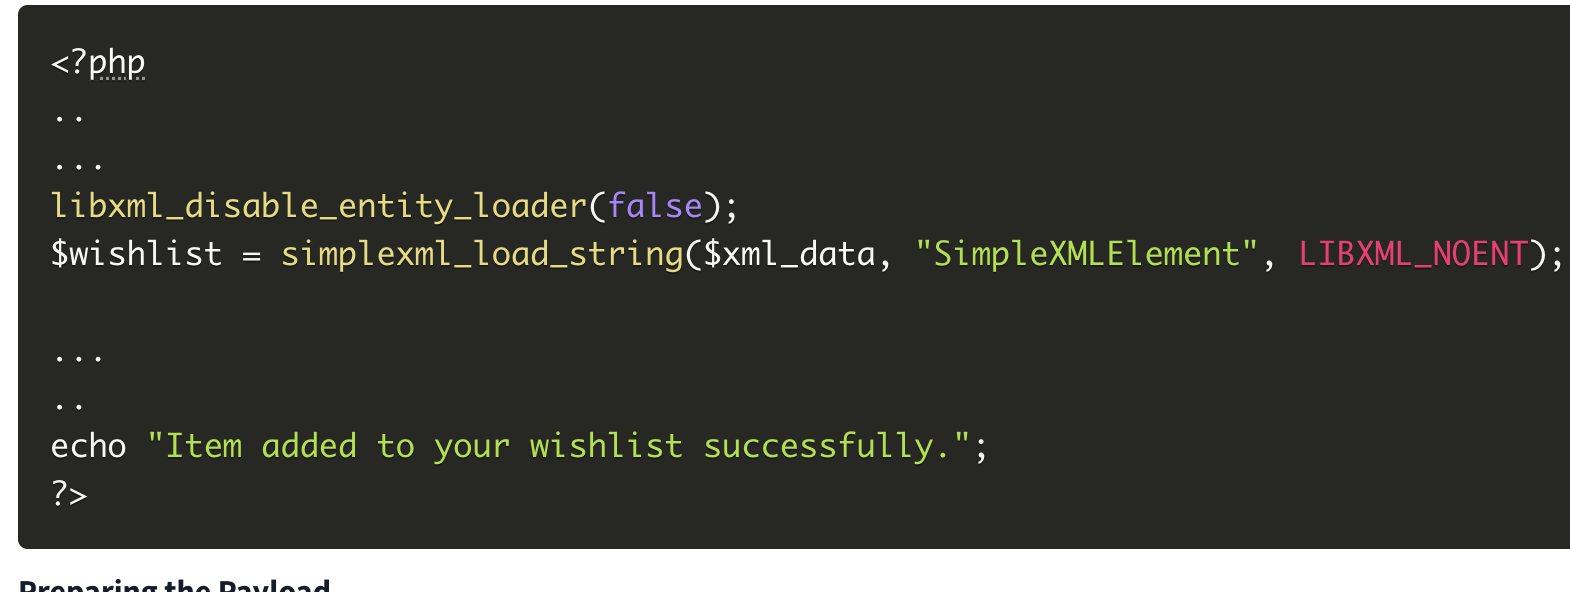 <?php
..
...
libxml_disable_entity_loader(false);
$wishlist = simplexml_load_string($xml_data, "SimpleXMLElement", LIBXML_NOENT);
...
..
echo "Item added to your wishlist successfully.";
?>
Preparing the Payload